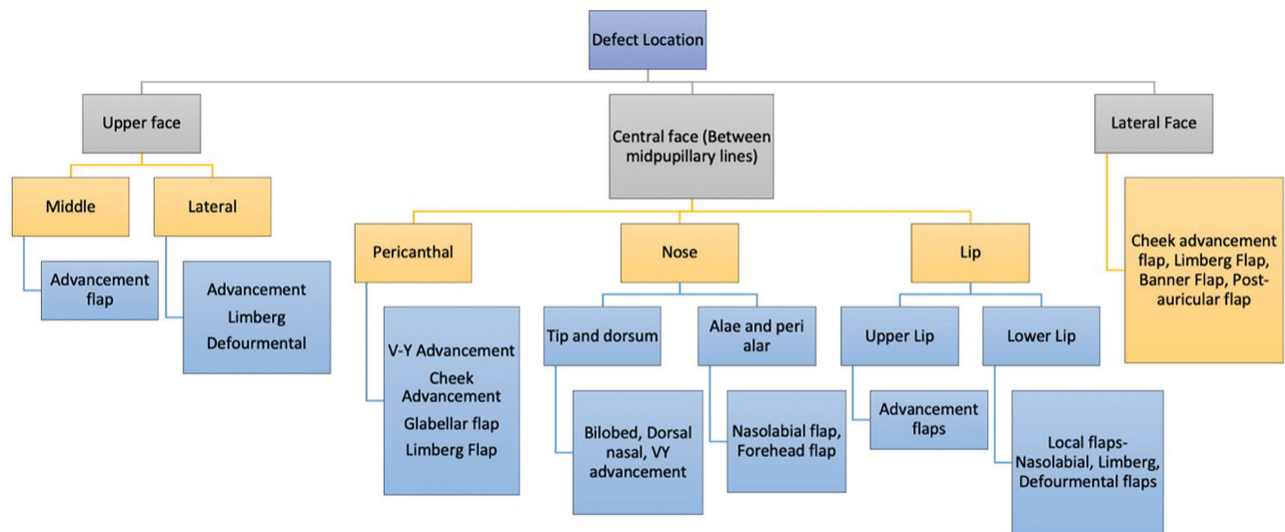 Defect Location
Upper face
Central face (Between
midpupillary lines)
Lateral Face
Middle
Lateral
Advancement
flap
Advancement
Limberg
Defourmental
Pericanthal
Nose
Lip
V-Y Advancement
Cheek
Advancement
Glabellar flap
Limberg Flap
Tip and dorsum
Alae and peri
alar
Bilobed, Dorsal
nasal, VY
advancement
Nasolabial flap,
Forehead flap
Upper Lip
Lower Lip
Advancement
flaps
Local flaps-
Nasolabial, Limberg,
Defourmental flaps
Cheek advancement
flap, Limberg Flap,
Banner Flap, Post-
auricular flap